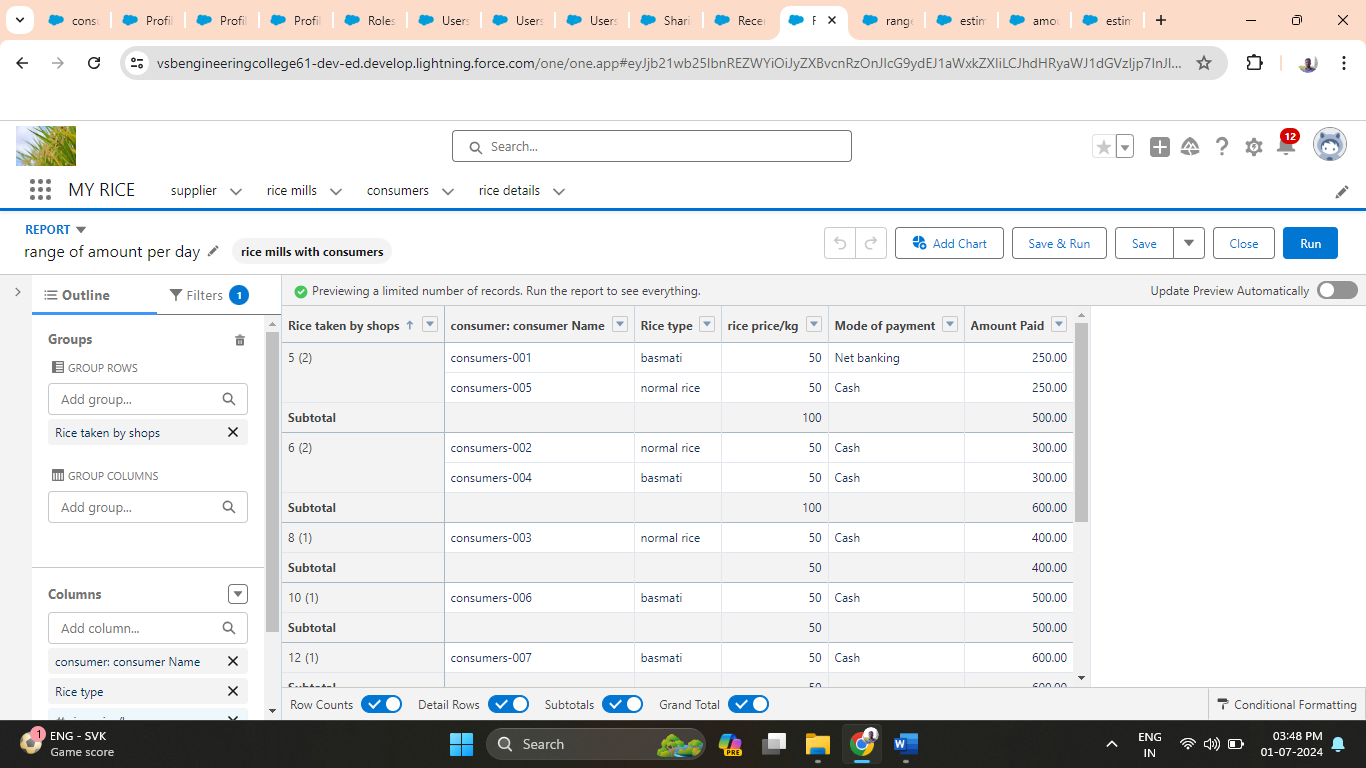 consu
Profil
Profil
Profil
Roles
Users
Users
Users
Shari
Recen
range
estim
amou
estim
vsbengineeringcollege61-dev-ed.develop.lightning.force.com/one/one.app#eyJjb21wb25lbnREZWYiOiJyZXBvcnRzOnJlcG9ydEJ1aWxkZXIiLCJhdHRyaWJ1dGVzIjp7InJl...
Search...
12
MY RICE supplier rice mills consumers rice details
REPORT
range of amount per day rice mills with consumers
Add Chart Save & Run Save Close Run
Outline Filters 1
Previewing a limited number of records. Run the report to see everything. Update Preview Automatically
Groups
GROUP ROWS
Add group...
Rice taken by shops
GROUP COLUMNS
Add group...
Columns
Add column...
consumer: consumer Name
Rice type
Rice taken by shops ↑ consumer: consumer Name Rice type rice price/kg Mode of payment Amount Paid
5 (2) consumers-001 basmati 50 Net banking 250.00
consumers-005 normal rice 50 Cash 250.00
Subtotal 100 500.00
6 (2) consumers-002 normal rice 50 Cash 300.00
consumers-004 basmati 50 Cash 300.00
Subtotal 100 600.00
8 (1) consumers-003 normal rice 50 Cash 400.00
Subtotal 50 400.00
10 (1) consumers-006 basmati 50 Cash 500.00
Subtotal 50 500.00
12 (1) consumers-007 basmati 50 Cash 600.00
Subtotal 50 600.00
Row Counts Detail Rows Subtotals Grand Total Conditional Formatting
1
ENG - SVK
Game score
Search
PRE
ENG
IN
03:48 PM
01-07-2024